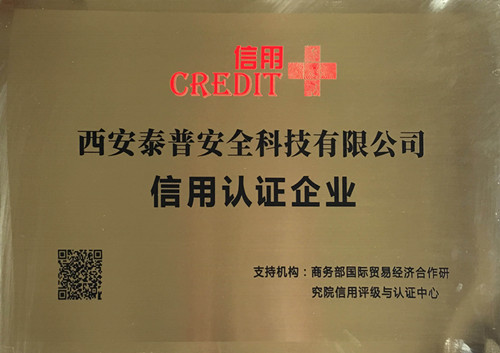 信用
CREDIT
西安泰普安全科技有限公司
信用认证企业
支持机构：商务部国际贸易经济合作研
究院信用评级与认证中心